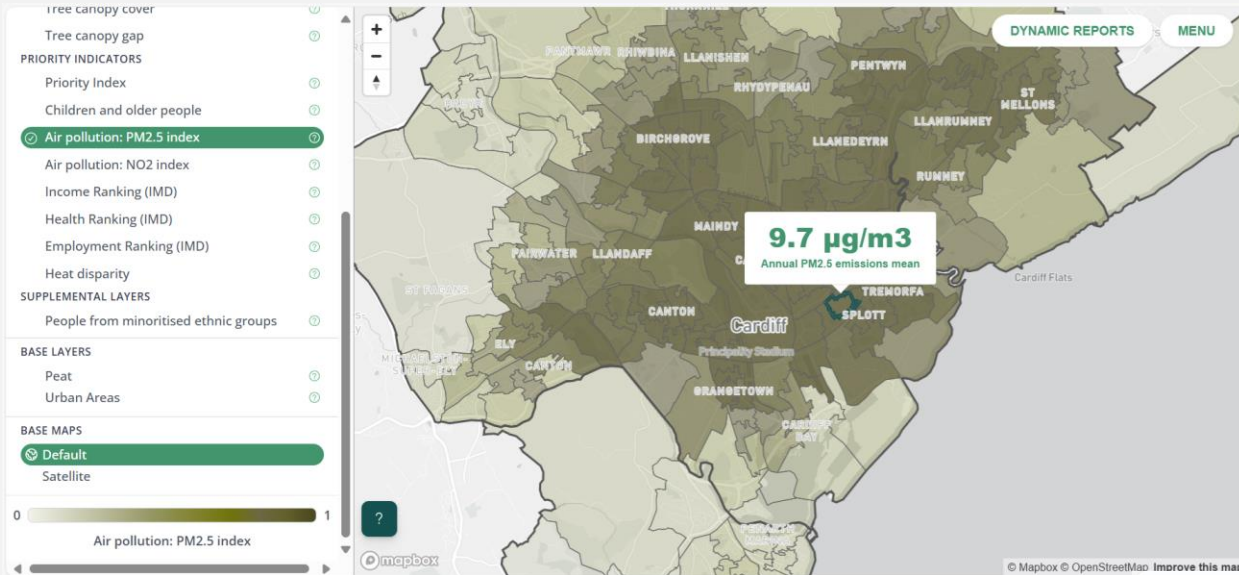 Tree canopy cover
Tree canopy gap
PRIORITY INDICATORS
Priority Index
Children and older people
Air pollution: PM2.5 index
Air pollution: NO2 index
Income Ranking (IMD)
Health Ranking (IMD)
Employment Ranking (IMD)
Heat disparity
SUPPLEMENTAL LAYERS
People from minoritised ethnic groups
BASE LAYERS
Peat
Urban Areas
BASE MAPS
Default
Satellite
0 1
Air pollution: PM2.5 index
+
−
DYNAMIC REPORTS
MENU
PANTMAWR
RHIWBINA
LLANISHEN
PENTWYN
RHYDYPENAU
ST
MELLONS
LLANRUMNEY
BIRCHGROVE
LLANEDEYRN
RUMNEY
MAINDY
9.7 µg/m3
Annual PM2.5 emissions mean
FAIRWATER
LLANDAFF
Cardiff Flats
ST FAGANS
TREMORFA
CANTON
SPLOTT
Cardiff
ELY
Principality Stadium
CANTON
GRANGETOWN
CARDIFF
BAY
?
mapbox
© Mapbox © OpenStreetMap Improve this map